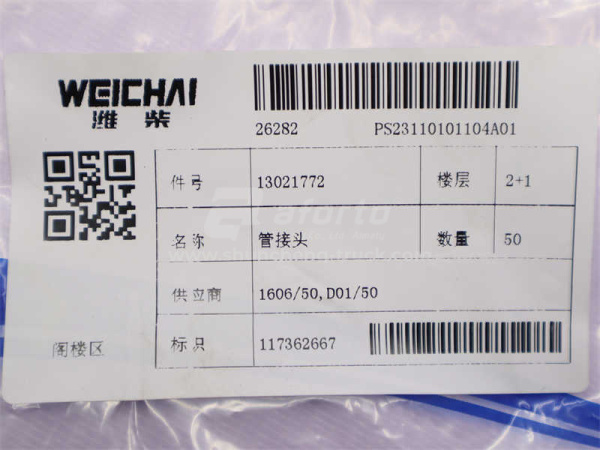 WEICHAI
潍柴
26282 PS23110101104A01
件号 13021772 楼层 2+1
aforto
名称 管接头 数量 50
供应商 1606/50,D01/50
阁楼区 标识 117362667